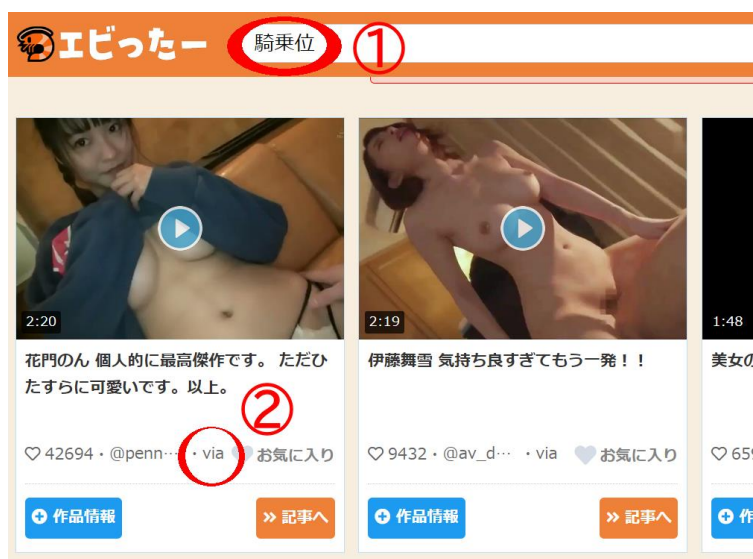 エビったー
騎乗位
①
2:20
2:19
1:48
花門のん 個人的に最高傑作です。 ただひ
たすらに可愛いです。以上。
伊藤舞雪 気持ち良すぎてもう一発！！
美女の
②
♡ 42694・@penn…・via お気に入り
♡ 9432・@av_d… ・via お気に入り
♡ 659
作品情報
記事へ
作品情報
記事へ
作